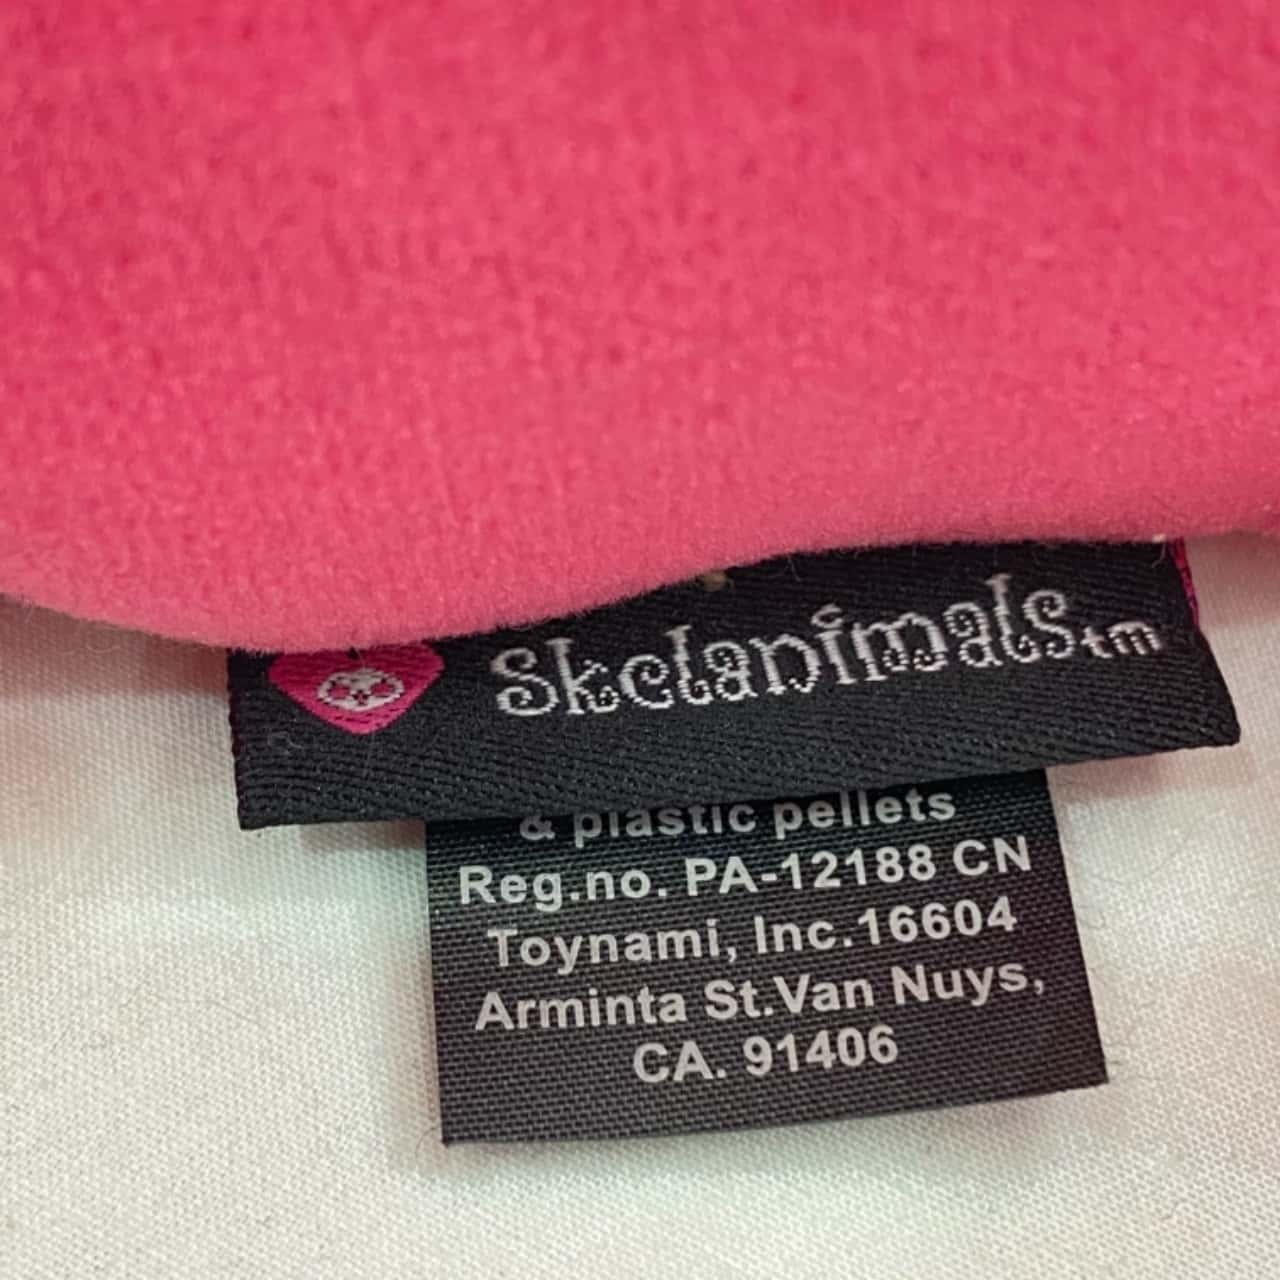 Skelanimals tm
& plastic pellets
Reg.no. PA-12188 CN
Toynami, Inc.16604
Arminta St.Van Nuys,
CA. 91406